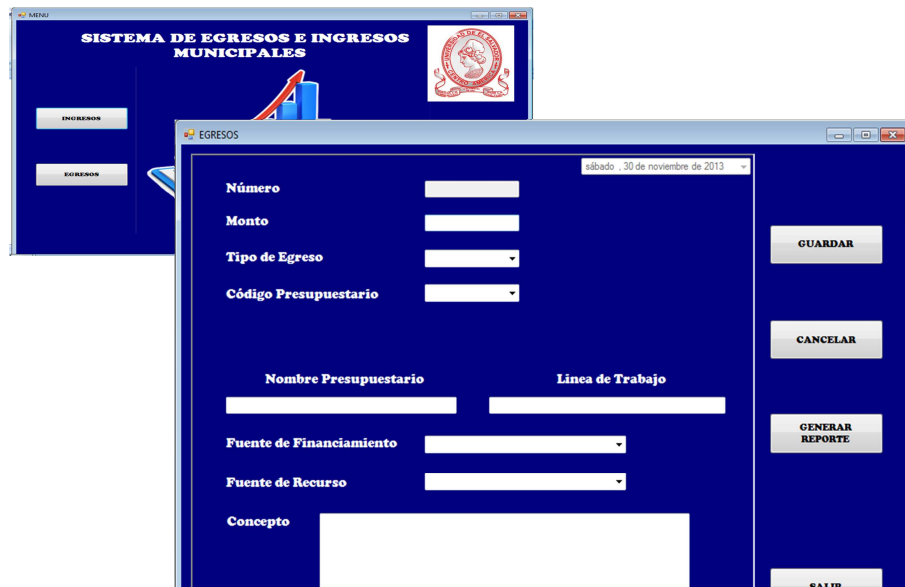 MENU
SISTEMA DE EGRESOS E INGRESOS
MUNICIPALES
INGRESOS
EGRESOS
EGRESOS
sábado , 30 de noviembre de 2013
Número
Monto
Tipo de Egreso
Código Presupuestario
Nombre Presupuestario
Linea de Trabajo
Fuente de Financiamiento
Fuente de Recurso
Concepto
GUARDAR
CANCELAR
GENERAR
REPORTE
SALIR